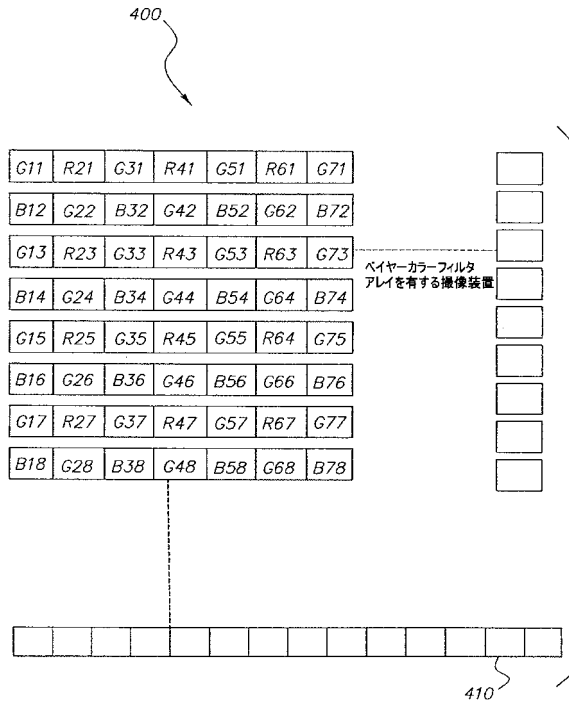 400
G11 R21 G31 R41 G51 R61 G71
B12 G22 B32 G42 B52 G62 B72
G13 R23 G33 R43 G53 R63 G73
ベイヤーカラーフィルタ
アレイを有する撮像装置
B14 G24 B34 G44 B54 G64 B74
G15 R25 G35 R45 G55 R64 G75
B16 G26 B36 G46 B56 G66 B76
G17 R27 G37 R47 G57 R67 G77
B18 G28 B38 G48 B58 G68 B78
410